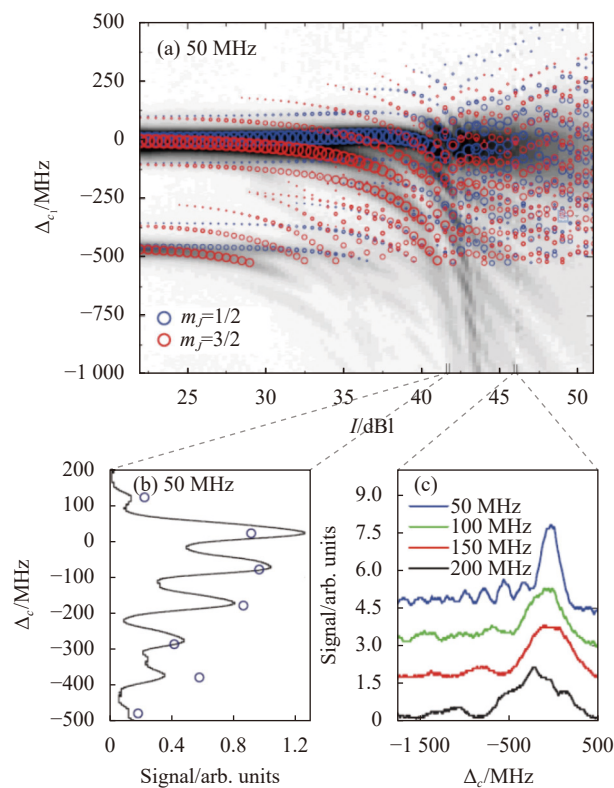 (a) 50 MHz
500
250
0
−250
−500
−750
−1 000
Δc₁/MHz
mJ=1/2
mJ=3/2
25 30 35 40 45 50
I/dBl
(b) 50 MHz
200
100
0
−100
−200
−300
−400
−500
Δc/MHz
0 0.4 0.8 1.2
Signal/arb. units
(c)
50 MHz
100 MHz
150 MHz
200 MHz
9.0
7.5
6.0
4.5
3.0
1.5
0
Signal/arb. units
−1 500 −500 500
Δc/MHz